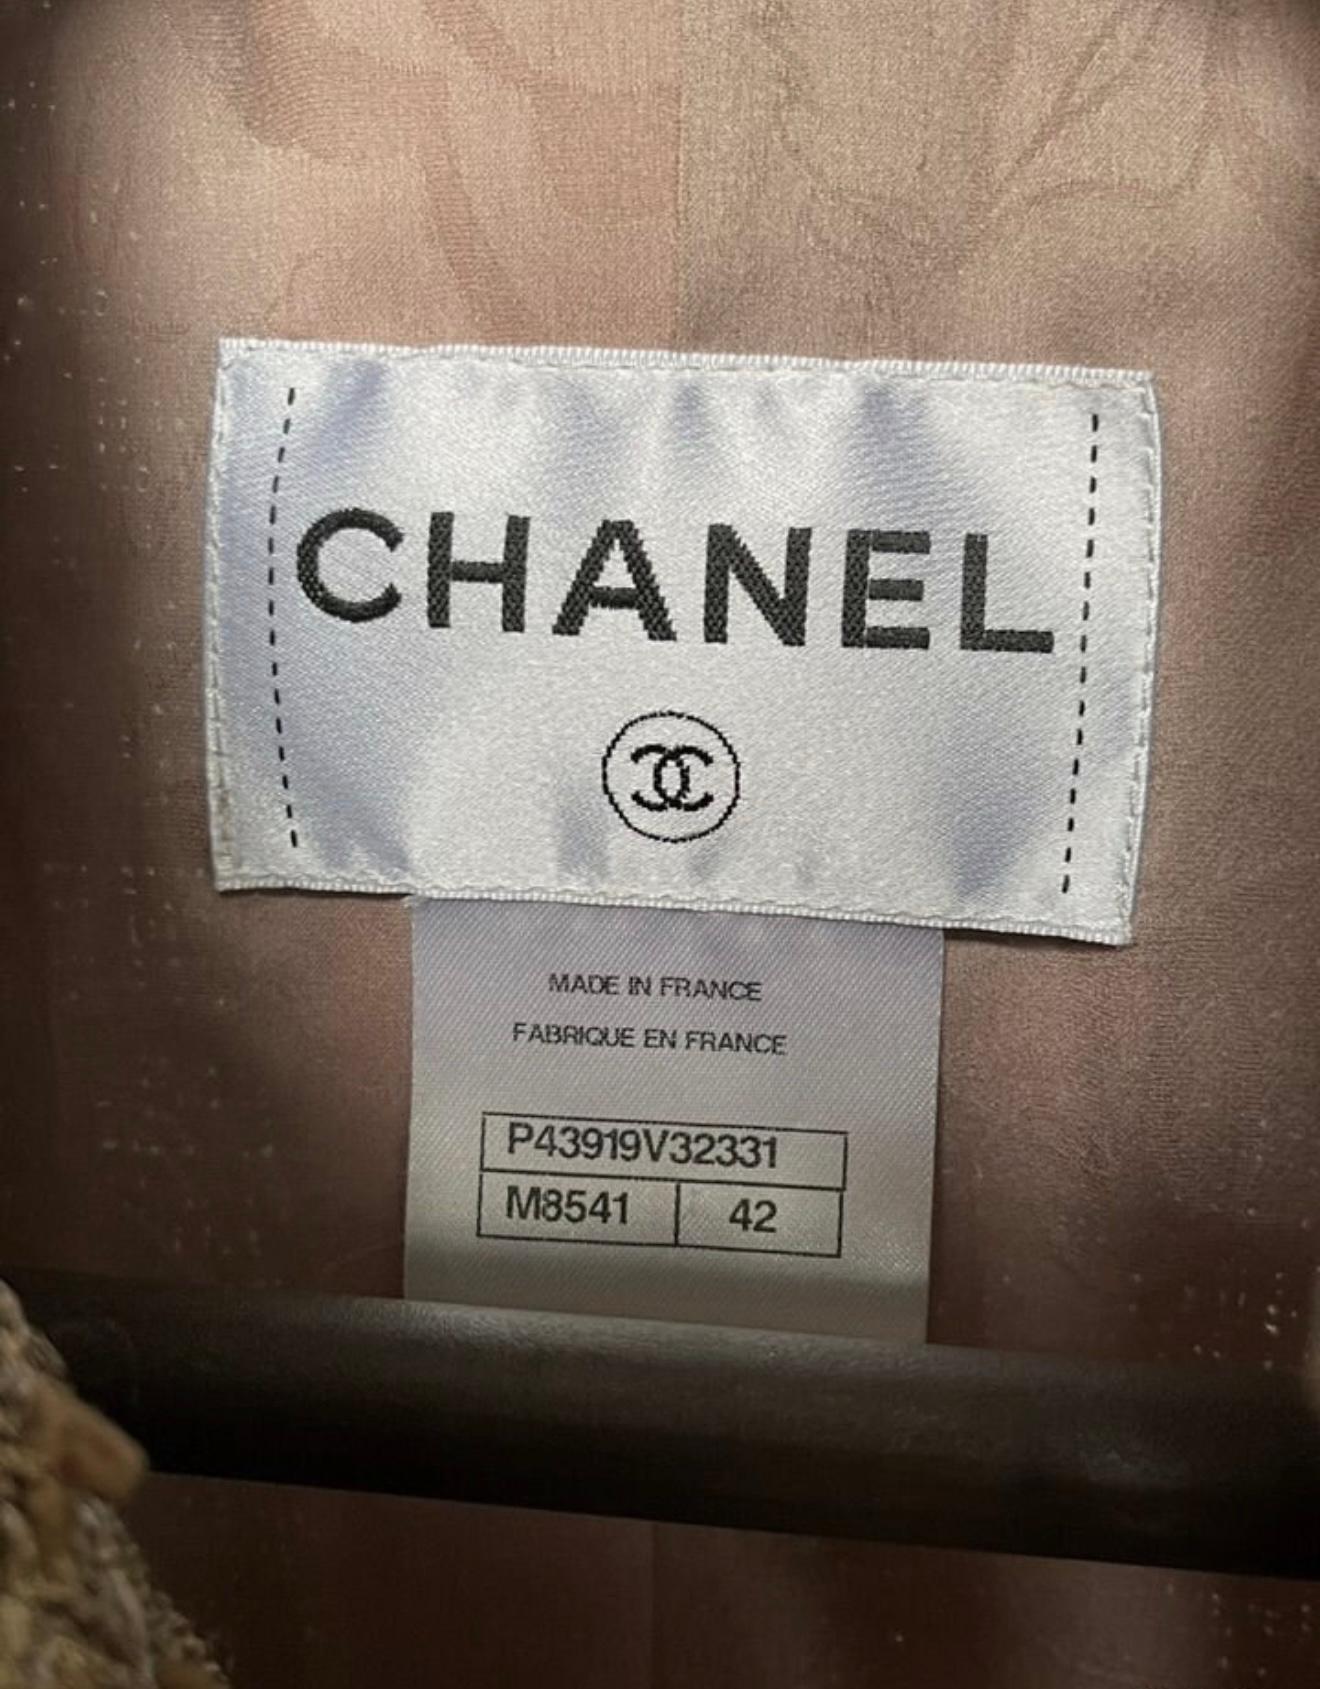 CHANEL
MADE IN FRANCE
FABRIQUE EN FRANCE
P43919V32331
M8541 42